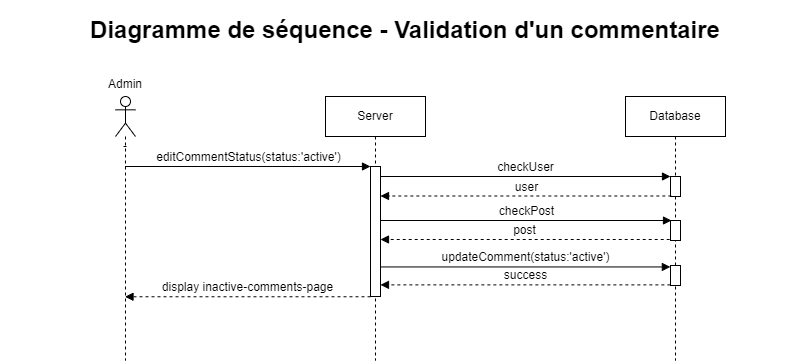 Diagramme de séquence - Validation d'un commentaire
Admin
Server
Database
editCommentStatus(status:'active')
checkUser
user
checkPost
post
updateComment(status:'active')
success
display inactive-comments-page